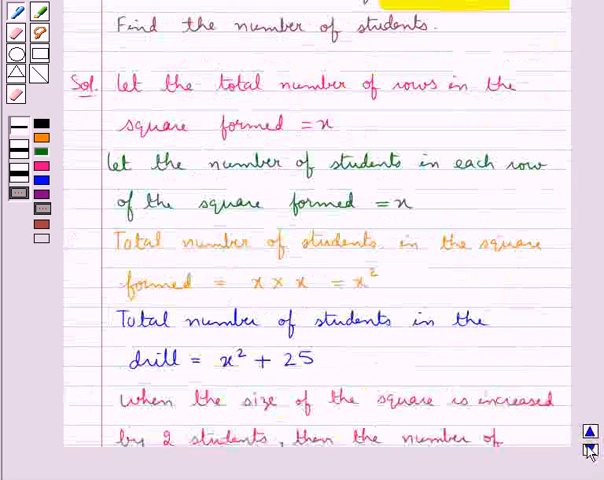 Find the number of students.
Sol. Let the total number of rows in the
square formed = x
Let the number of students in each row
of the square formed = x
Total number of students in the square
formed = x × x = x²
Total number of students in the
drill = x² + 25
When the size of the square is increased
by 2 students, then the number of